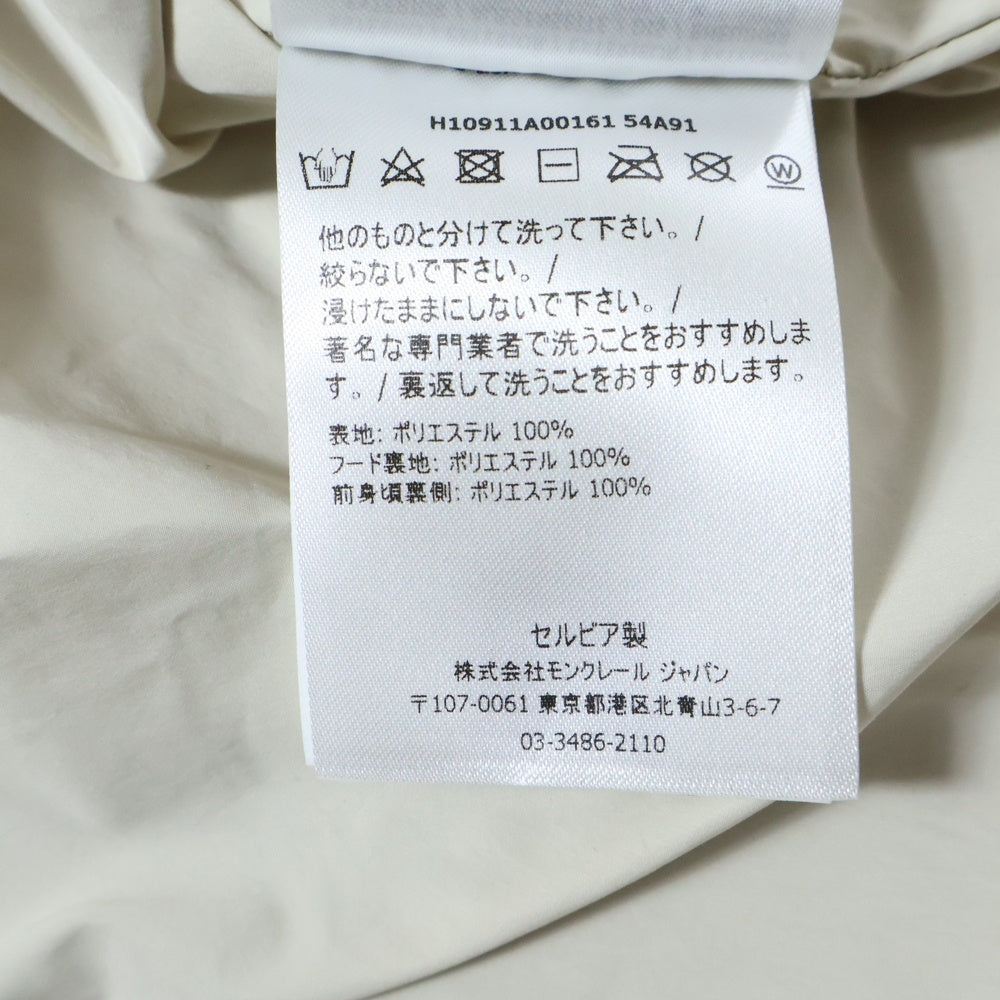 H10911A00161 54A91
W
他のものと分けて洗って下さい。/
絞らないで下さい。/
浸けたままにしないで下さい。/
著名な専門業者で洗うことをおすすめしま
す。/ 裏返して洗うことをおすすめします。
表地: ポリエステル 100%
フード裏地: ポリエステル 100%
前身頃裏側: ポリエステル 100%
セルビア製
株式会社モンクレール ジャパン
〒107-0061 東京都港区北青山3-6-7
03-3486-2110